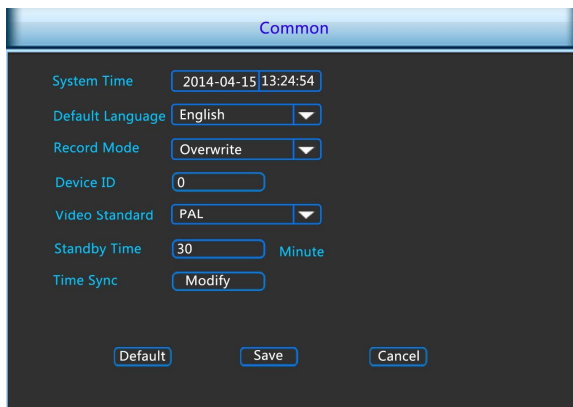 Common
System Time 2014-04-15 13:24:54
Default Language English
Record Mode Overwrite
Device ID 0
Video Standard PAL
Standby Time 30 Minute
Time Sync Modify
Default Save Cancel